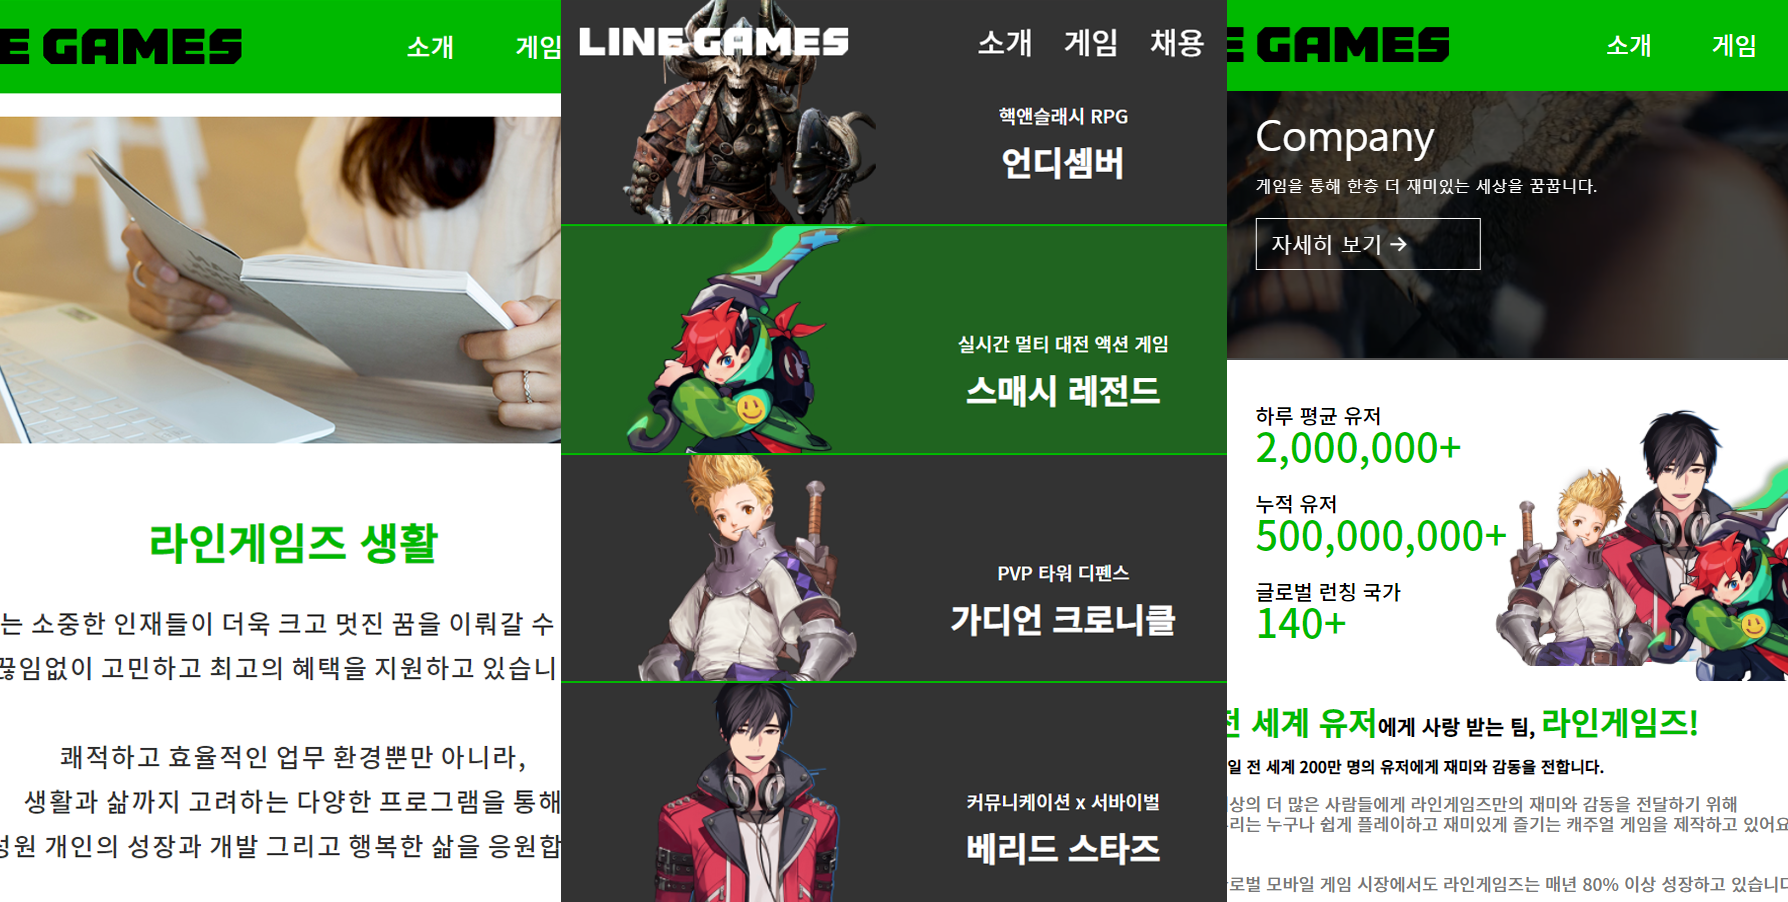 E GAMES
소개
게임
라인게임즈 생활
는 소중한 인재들이 더욱 크고 멋진 꿈을 이뤄갈 수
끊임없이 고민하고 최고의 혜택을 지원하고 있습니
쾌적하고 효율적인 업무 환경뿐만 아니라,
생활과 삶까지 고려하는 다양한 프로그램을 통해
성원 개인의 성장과 개발 그리고 행복한 삶을 응원합
LINE GAMES
소개
게임
채용
핵앤슬래시 RPG
언디셈버
실시간 멀티 대전 액션 게임
스매시 레전드
PVP 타워 디펜스
가디언 크로니클
커뮤니케이션 x 서바이벌
베리드 스타즈
E GAMES
소개
게임
Company
게임을 통해 한층 더 재미있는 세상을 꿈꿉니다.
자세히 보기 →
하루 평균 유저
2,000,000+
누적 유저
500,000,000+
글로벌 런칭 국가
140+
전 세계 유저에게 사랑 받는 팀, 라인게임즈!
일 전 세계 200만 명의 유저에게 재미와 감동을 전합니다.
상의 더 많은 사람들에게 라인게임즈만의 재미와 감동을 전달하기 위해
리는 누구나 쉽게 플레이하고 재미있게 즐기는 캐주얼 게임을 제작하고 있어요
로벌 모바일 게임 시장에서도 라인게임즈는 매년 80% 이상 성장하고 있습니다